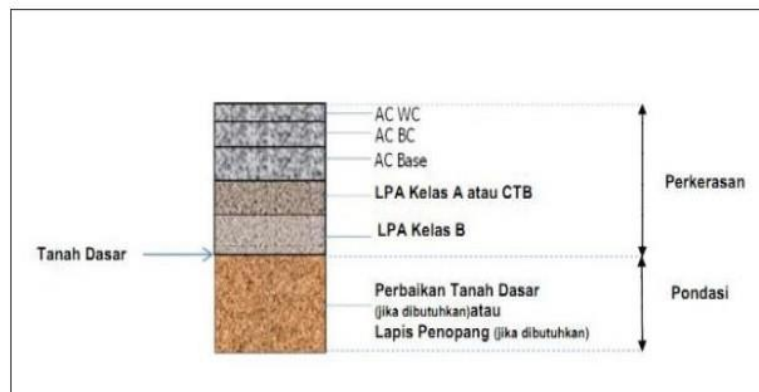 AC WC
AC BC
AC Base
LPA Kelas A atau CTB
LPA Kelas B
Perkerasan
Tanah Dasar
Perbaikan Tanah Dasar
(jika dibutuhkan)atau
Lapis Penopang (jika dibutuhkan)
Pondasi